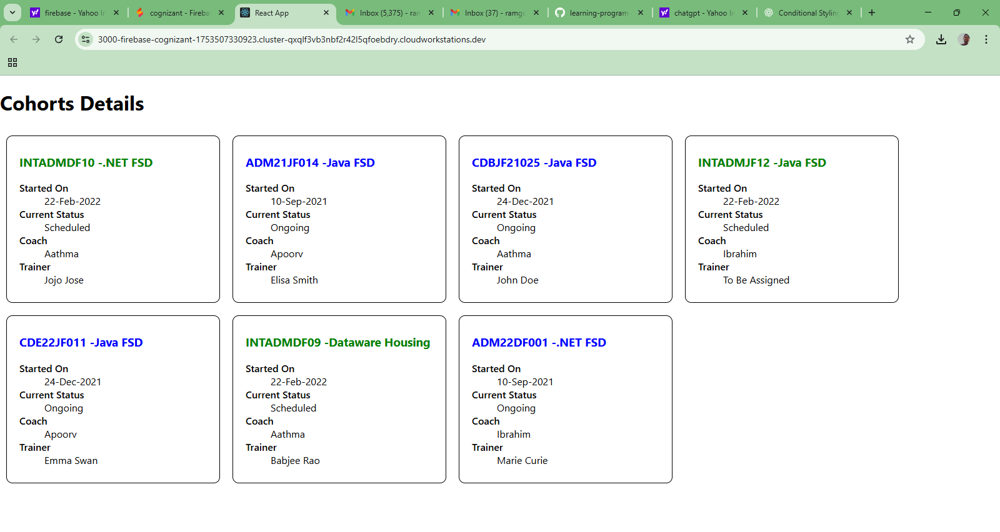 firebase - Yahoo In
cognizant - Fireba
React App
Inbox (5,375) - ram
Inbox (37) - ramgo
learning-program
chatgpt - Yahoo In
Conditional Stylin
3000-firebase-cognizant-1753507330923.cluster-qxqlf3vb3nbf2r42l5qfoebdry.cloudworkstations.dev
Cohorts Details
INTADMDF10 -.NET FSD
Started On
22-Feb-2022
Current Status
Scheduled
Coach
Aathma
Trainer
Jojo Jose
ADM21JF014 -Java FSD
Started On
10-Sep-2021
Current Status
Ongoing
Coach
Apoorv
Trainer
Elisa Smith
CDBJF21025 -Java FSD
Started On
24-Dec-2021
Current Status
Ongoing
Coach
Aathma
Trainer
John Doe
INTADMJF12 -Java FSD
Started On
22-Feb-2022
Current Status
Scheduled
Coach
Ibrahim
Trainer
To Be Assigned
CDE22JF011 -Java FSD
Started On
24-Dec-2021
Current Status
Ongoing
Coach
Apoorv
Trainer
Emma Swan
INTADMDF09 -Dataware Housing
Started On
22-Feb-2022
Current Status
Scheduled
Coach
Aathma
Trainer
Babjee Rao
ADM22DF001 -.NET FSD
Started On
10-Sep-2021
Current Status
Ongoing
Coach
Ibrahim
Trainer
Marie Curie